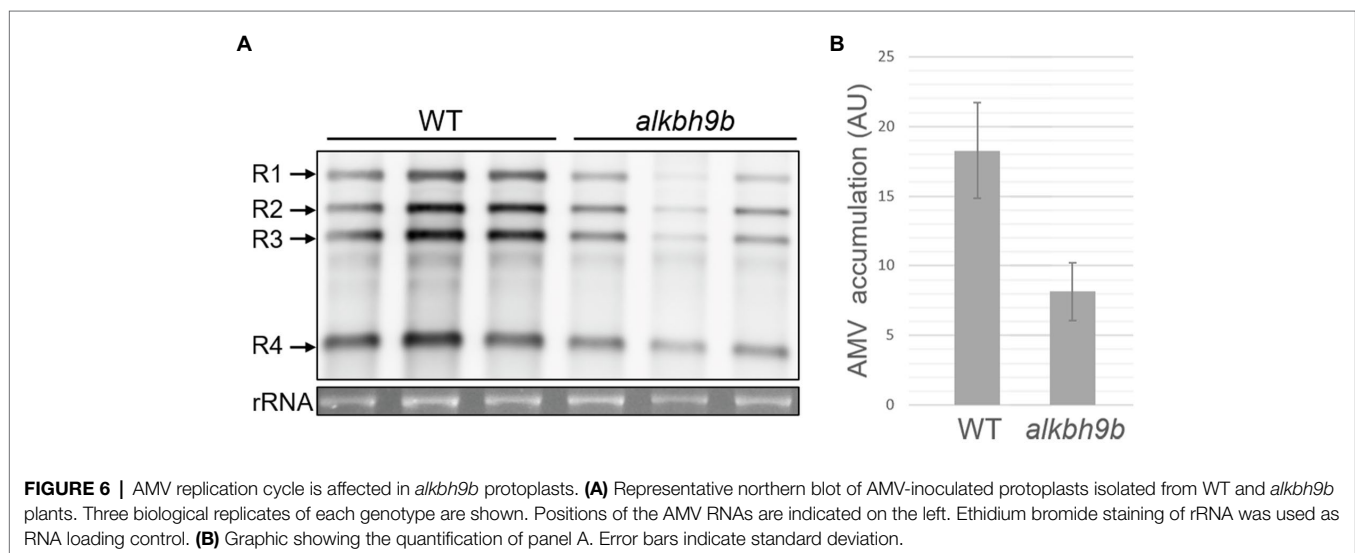 A
WT
alkbh9b
R1
R2
R3
R4
rRNA
B
AMV accumulation (AU)
25
20
15
10
5
0
WT
alkbh9b
FIGURE 6 | AMV replication cycle is affected in alkbh9b protoplasts. (A) Representative northern blot of AMV-inoculated protoplasts isolated from WT and alkbh9b
plants. Three biological replicates of each genotype are shown. Positions of the AMV RNAs are indicated on the left. Ethidium bromide staining of rRNA was used as
RNA loading control. (B) Graphic showing the quantification of panel A. Error bars indicate standard deviation.